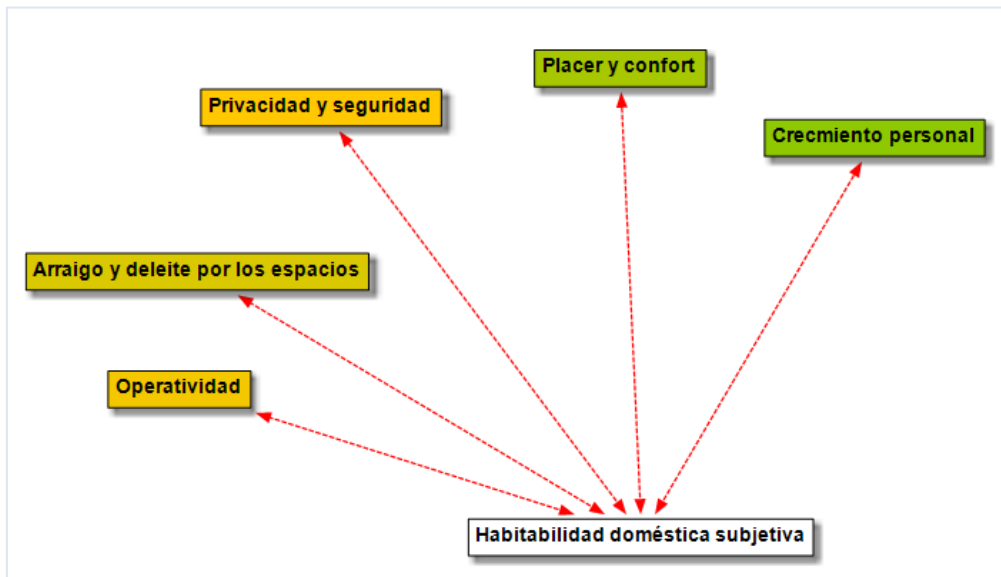 Placer y confort
Privacidad y seguridad
Crecmiento personal
Arraigo y deleite por los espacios
Operatividad
Habitabilidad doméstica subjetiva